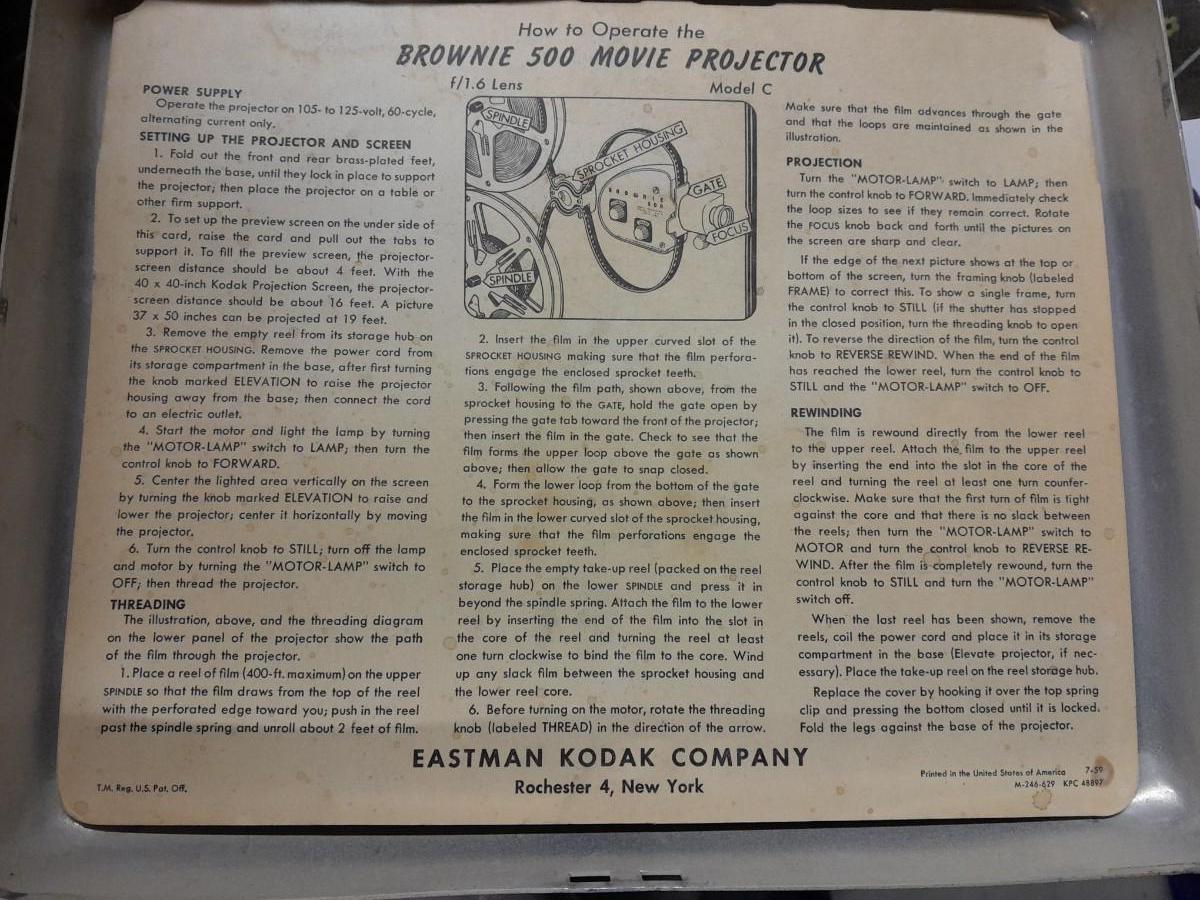 How to Operate the
BROWNIE 500 MOVIE PROJECTOR
f/1.6 Lens
Model C
POWER SUPPLY
Operate the projector on 105- to 125-volt, 60-cycle,
alternating current only.
SETTING UP THE PROJECTOR AND SCREEN
1. Fold out the front and rear brass-plated feet,
underneath the base, until they lock in place to support
the projector; then place the projector on a table or
other firm support.
2. To set up the preview screen on the under side of
this card, raise the card and pull out the tabs to
support it. To fill the preview screen, the projector-
screen distance should be about 4 feet. With the
40 x 40-inch Kodak Projection Screen, the projector-
screen distance should be about 16 feet. A picture
37 x 50 inches can be projected at 19 feet.
3. Remove the empty reel from its storage hub on
the SPROCKET HOUSING. Remove the power cord from
its storage compartment in the base, after first turning
the knob marked ELEVATION to raise the projector
housing away from the base; then connect the cord
to an electric outlet.
4. Start the motor and light the lamp by turning
the "MOTOR-LAMP" switch to LAMP; then turn the
control knob to FORWARD.
5. Center the lighted area vertically on the screen
by turning the knob marked ELEVATION to raise and
lower the projector; center it horizontally by moving
the projector.
6. Turn the control knob to STILL; turn off the lamp
and motor by turning the "MOTOR-LAMP" switch to
OFF; then thread the projector.
THREADING
The illustration, above, and the threading diagram
on the lower panel of the projector show the path
of the film through the projector.
1. Place a reel of film (400-ft. maximum) on the upper
SPINDLE so that the film draws from the top of the reel
with the perforated edge toward you; push in the reel
past the spindle spring and unroll about 2 feet of film.
SPINDLE
SPROCKET HOUSING
BROWNIE
500
GATE
FOCUS
SPINDLE
2. Insert the film in the upper curved slot of the
SPROCKET HOUSING making sure that the film perfora-
tions engage the enclosed sprocket teeth.
3. Following the film path, shown above, from the
sprocket housing to the GATE, hold the gate open by
pressing the gate tab toward the front of the projector;
then insert the film in the gate. Check to see that the
film forms the upper loop above the gate as shown
above; then allow the gate to snap closed.
4. Form the lower loop from the bottom of the gate
to the sprocket housing, as shown above; then insert
the film in the lower curved slot of the sprocket housing,
making sure that the film perforations engage the
enclosed sprocket teeth.
5. Place the empty take-up reel (packed on the reel
storage hub) on the lower SPINDLE and press it in
beyond the spindle spring. Attach the film to the lower
reel by inserting the end of the film into the slot in
the core of the reel and turning the reel at least
one turn clockwise to bind the film to the core. Wind
up any slack film between the sprocket housing and
the lower reel core.
6. Before turning on the motor, rotate the threading
knob (labeled THREAD) in the direction of the arrow.
Make sure that the film advances through the gate
and that the loops are maintained as shown in the
illustration.
PROJECTION
Turn the "MOTOR-LAMP" switch to LAMP; then
turn the control knob to FORWARD. Immediately check
the loop sizes to see if they remain correct. Rotate
the FOCUS knob back and forth until the pictures on
the screen are sharp and clear.
If the edge of the next picture shows at the top or
bottom of the screen, turn the framing knob (labeled
FRAME) to correct this. To show a single frame, turn
the control knob to STILL (if the shutter has stopped
in the closed position, turn the threading knob to open
it). To reverse the direction of the film, turn the control
knob to REVERSE REWIND. When the end of the film
has reached the lower reel, turn the control knob to
STILL and the "MOTOR-LAMP" switch to OFF.
REWINDING
The film is rewound directly from the lower reel
to the upper reel. Attach the film to the upper reel
by inserting the end into the slot in the core of the
reel and turning the reel at least one turn counter-
clockwise. Make sure that the first turn of film is tight
against the core and that there is no slack between
the reels; then turn the "MOTOR-LAMP" switch to
MOTOR and turn the control knob to REVERSE RE-
WIND. After the film is completely rewound, turn the
control knob to STILL and turn the "MOTOR-LAMP"
switch off.
When the last reel has been shown, remove the
reels, coil the power cord and place it in its storage
compartment in the base (Elevate projector, if nec-
essary). Place the take-up reel on the reel storage hub.
Replace the cover by hooking it over the top spring
clip and pressing the bottom closed until it is locked.
Fold the legs against the base of the projector.
EASTMAN KODAK COMPANY
Rochester 4, New York
T.M. Reg. U.S. Pat. Off.
Printed in the United States of America 7-59
M-246-629 KPC 48897